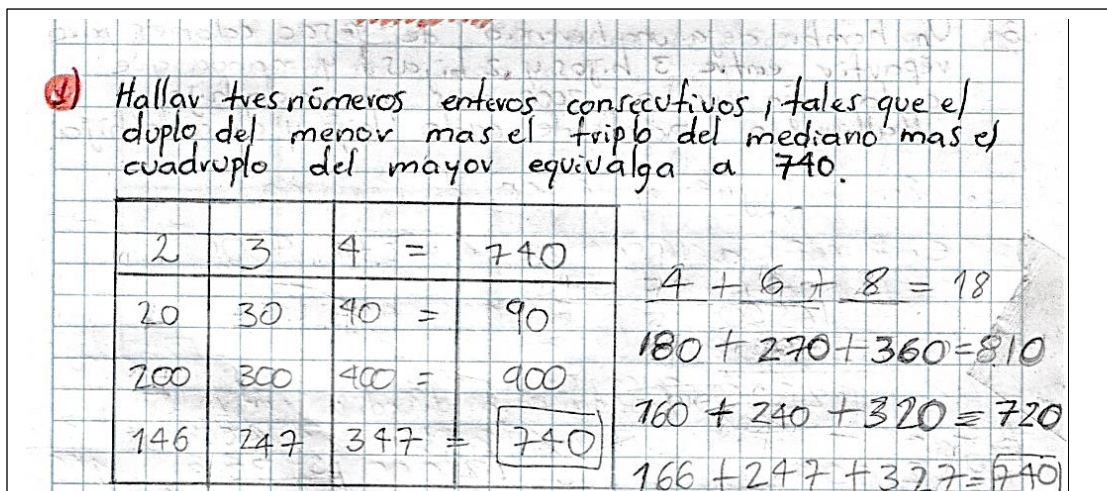 1) Hallar tres números enteros consecutivos, tales que el
duplo del menor mas el triplo del mediano mas el
cuadruplo del mayor equivalga a 740.
2 3 4 = 740
20 30 40 = 90
200 300 400 = 900
146 247 347 = 740
4 + 6 + 8 = 18
180 + 270 + 360 = 810
160 + 240 + 320 = 720
166 + 247 + 327 = 740